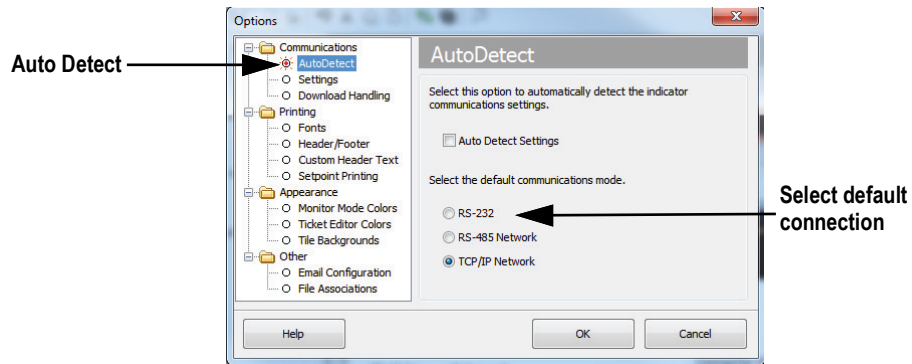 Options
Auto Detect
Communications
AutoDetect
Settings
Download Handling
Printing
Fonts
Header/Footer
Custom Header Text
Setpoint Printing
Appearance
Monitor Mode Colors
Ticket Editor Colors
Tile Backgrounds
Other
Email Configuration
File Associations
AutoDetect
Select this option to automatically detect the indicator
communications settings.
Auto Detect Settings
Select the default communications mode.
RS-232
RS-485 Network
TCP/IP Network
Select default
connection
Help
OK
Cancel